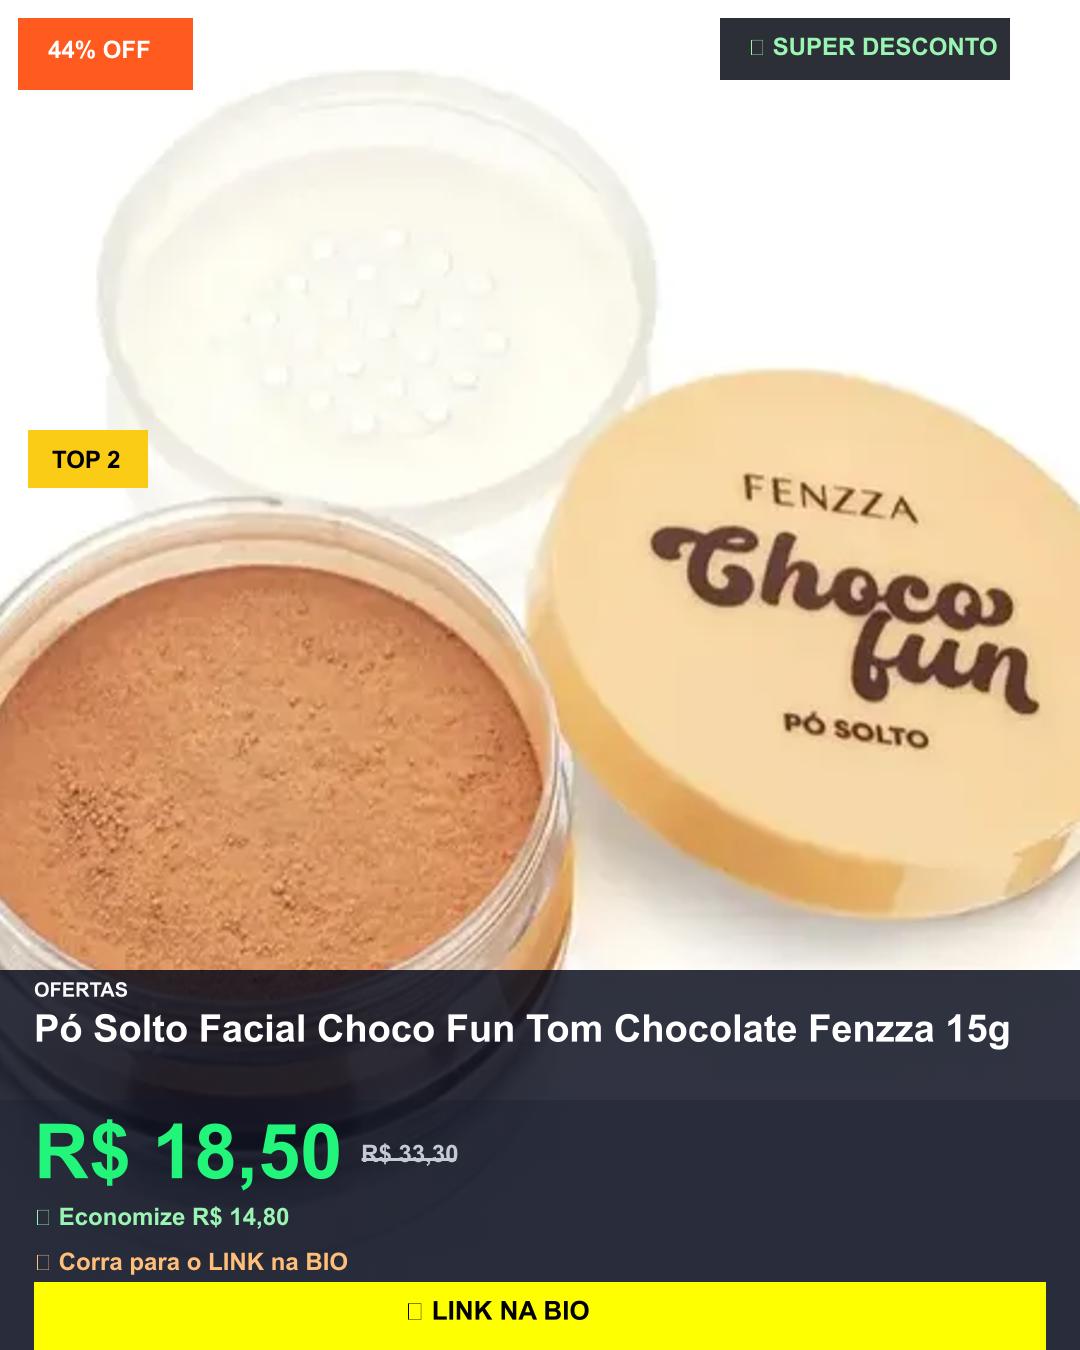 44% OFF
SUPER DESCONTO
TOP 2
FENZZA
Choco
fun
PÓ SOLTO
OFERTAS
Pó Solto Facial Choco Fun Tom Chocolate Fenzza 15g
R$ 18,50 R$ 33,30
Economize R$ 14,80
Corra para o LINK na BIO
LINK NA BIO